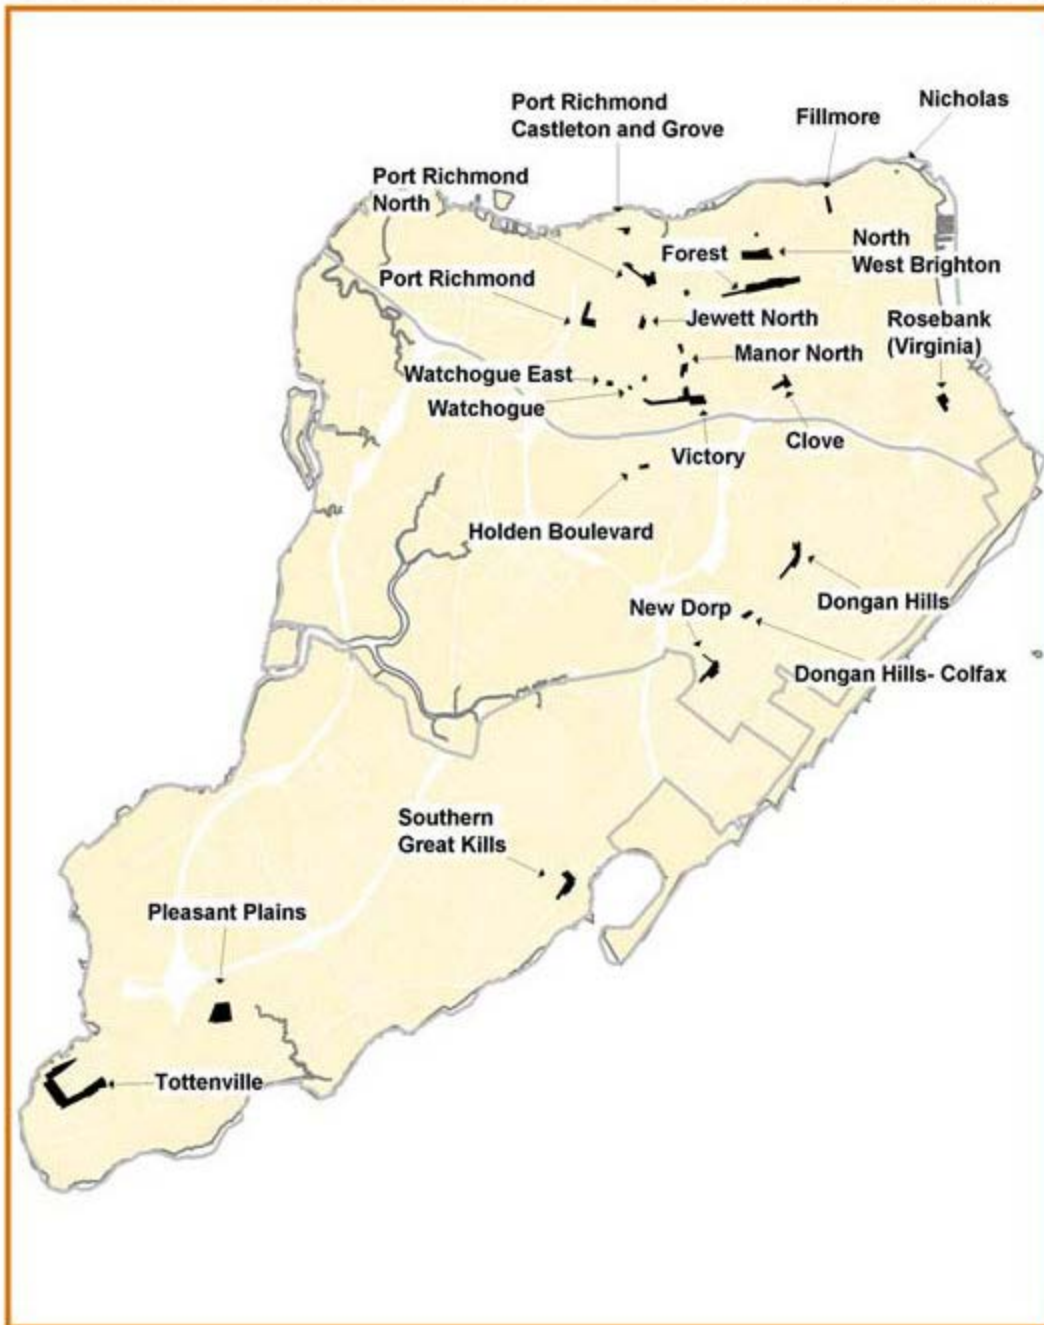 Port Richmond
Castleton and Grove
Fillmore
Nicholas
Port Richmond
North
Forest
North
West Brighton
Port Richmond
Jewett North
Rosebank
(Virginia)
Manor North
Watchogue East
Watchogue
Victory
Clove
Holden Boulevard
New Dorp
Dongan Hills
Dongan Hills- Colfax
Southern
Great Kills
Pleasant Plains
Tottenville